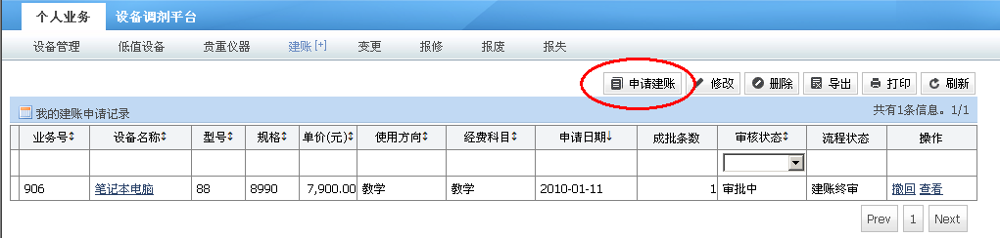 个人业务 设备调剂平台
设备管理 低值设备 贵重仪器 建账[+] 变更 报修 报废 报失
申请建账 修改 删除 导出 打印 刷新
我的建账申请记录 共有1条信息。1/1
业务号 设备名称 型号 规格 单价(元) 使用方向 经费科目 申请日期 成批条数 审核状态 流程状态 操作
906 笔记本电脑 88 8990 7,900.00 教学 教学 2010-01-11 1 审批中 建账终审 撤回 查看
Prev 1 Next